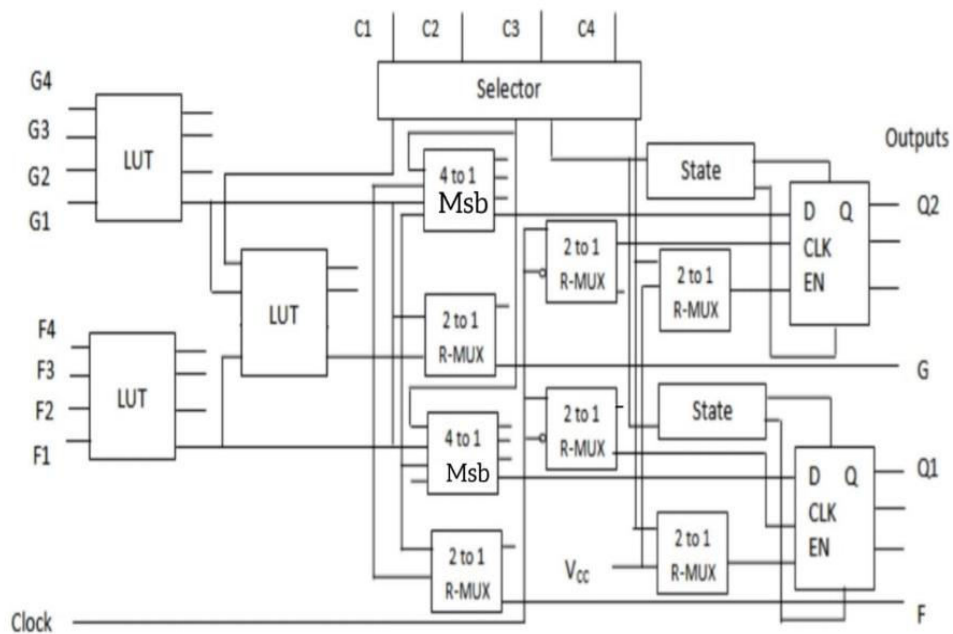 C1 C2 C3 C4
Selector
G4
G3
G2
G1
LUT
4 to 1
Msb
State
Outputs
D Q
CLK
EN
Q2
2 to 1
R-MUX
2 to 1
R-MUX
LUT
2 to 1
R-MUX
G
F4
F3
F2
F1
LUT
4 to 1
Msb
2 to 1
R-MUX
State
D Q
CLK
EN
Q1
2 to 1
R-MUX
Vcc
2 to 1
R-MUX
F
Clock